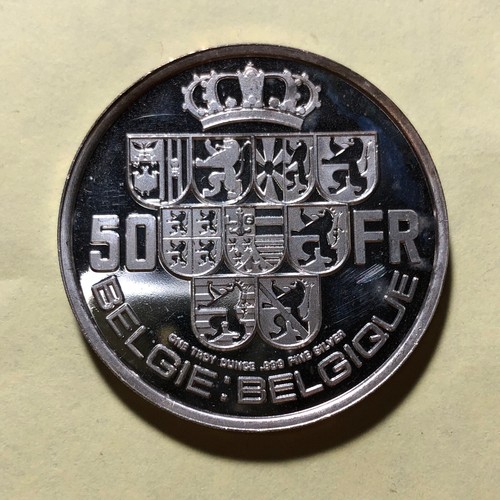 50 FR
ONE TROY OUNCE .999 FINE SILVER
BELGIE:BELGIQUE